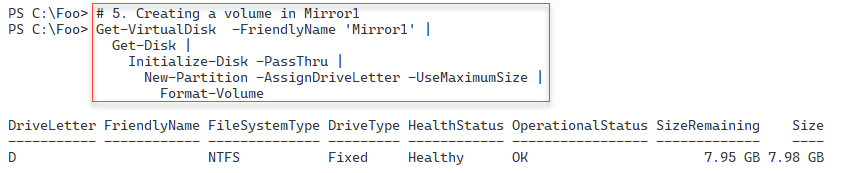 PS C:\Foo> # 5. Creating a volume in Mirror1
PS C:\Foo> Get-VirtualDisk  -FriendlyName 'Mirror1' |
Get-Disk |
Initialize-Disk -PassThru |
New-Partition -AssignDriveLetter -UseMaximumSize |
Format-Volume
DriveLetter FriendlyName FileSystemType DriveType HealthStatus OperationalStatus SizeRemaining    Size
----------- ------------ -------------- --------- ------------ ----------------- -------------    ----
D                        NTFS           Fixed     Healthy      OK                      7.95 GB 7.98 GB